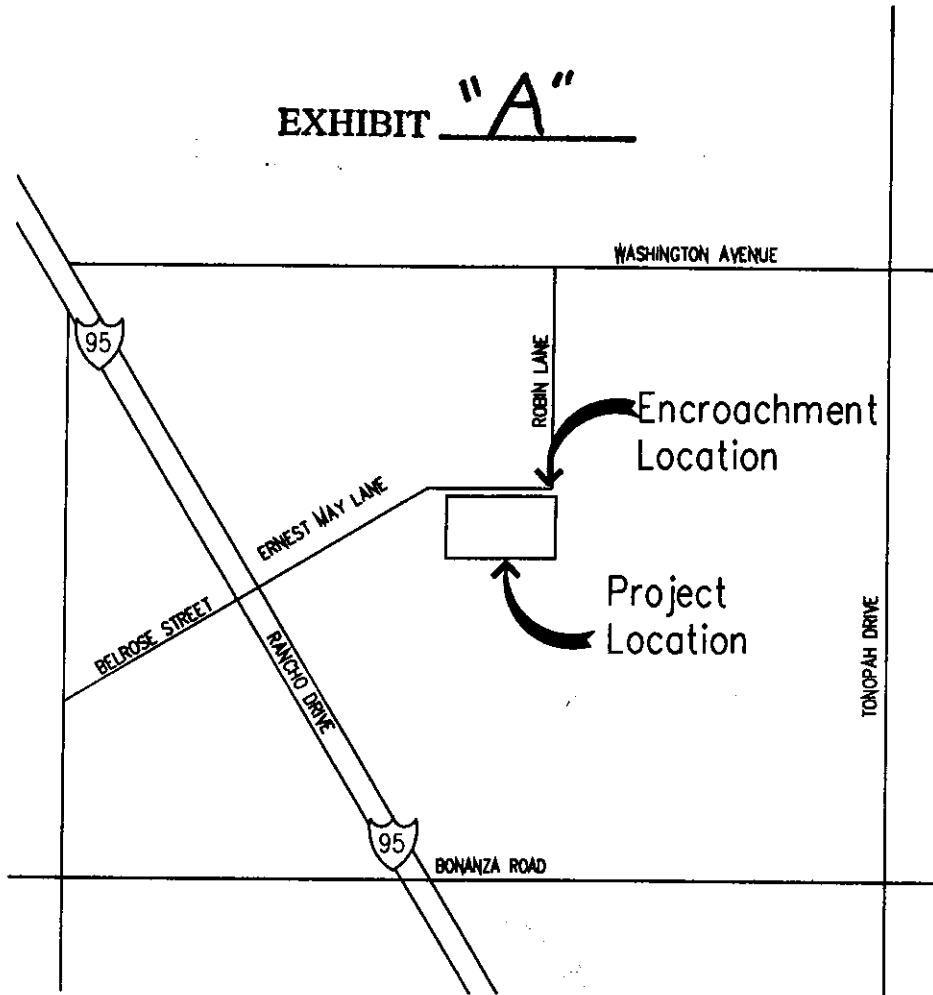 EXHIBIT "A"
WASHINGTON AVENUE
95
ROBIN LANE
Encroachment
Location
ERNEST MAY LANE
Project
Location
BELROSE STREET
RANCHO DRIVE
TONOPAH DRIVE
95
BONANZA ROAD